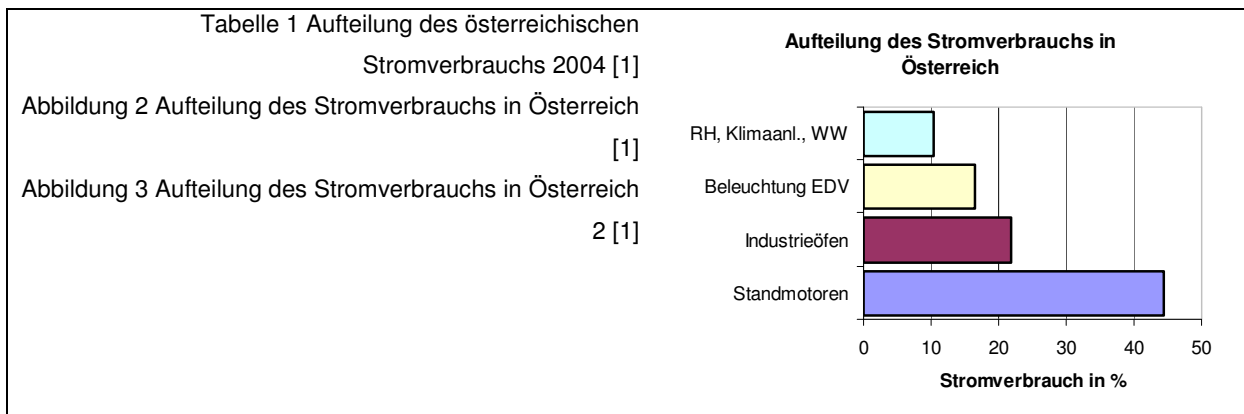 Tabelle 1 Aufteilung des österreichischen
Stromverbrauchs 2004 [1]
Abbildung 2 Aufteilung des Stromverbrauchs in Österreich
[1]
Abbildung 3 Aufteilung des Stromverbrauchs in Österreich
2 [1]
Aufteilung des Stromverbrauchs in
Österreich
RH, Klimaanl., WW
Beleuchtung EDV
Industrieöfen
Standmotoren
0 10 20 30 40 50
Stromverbrauch in %